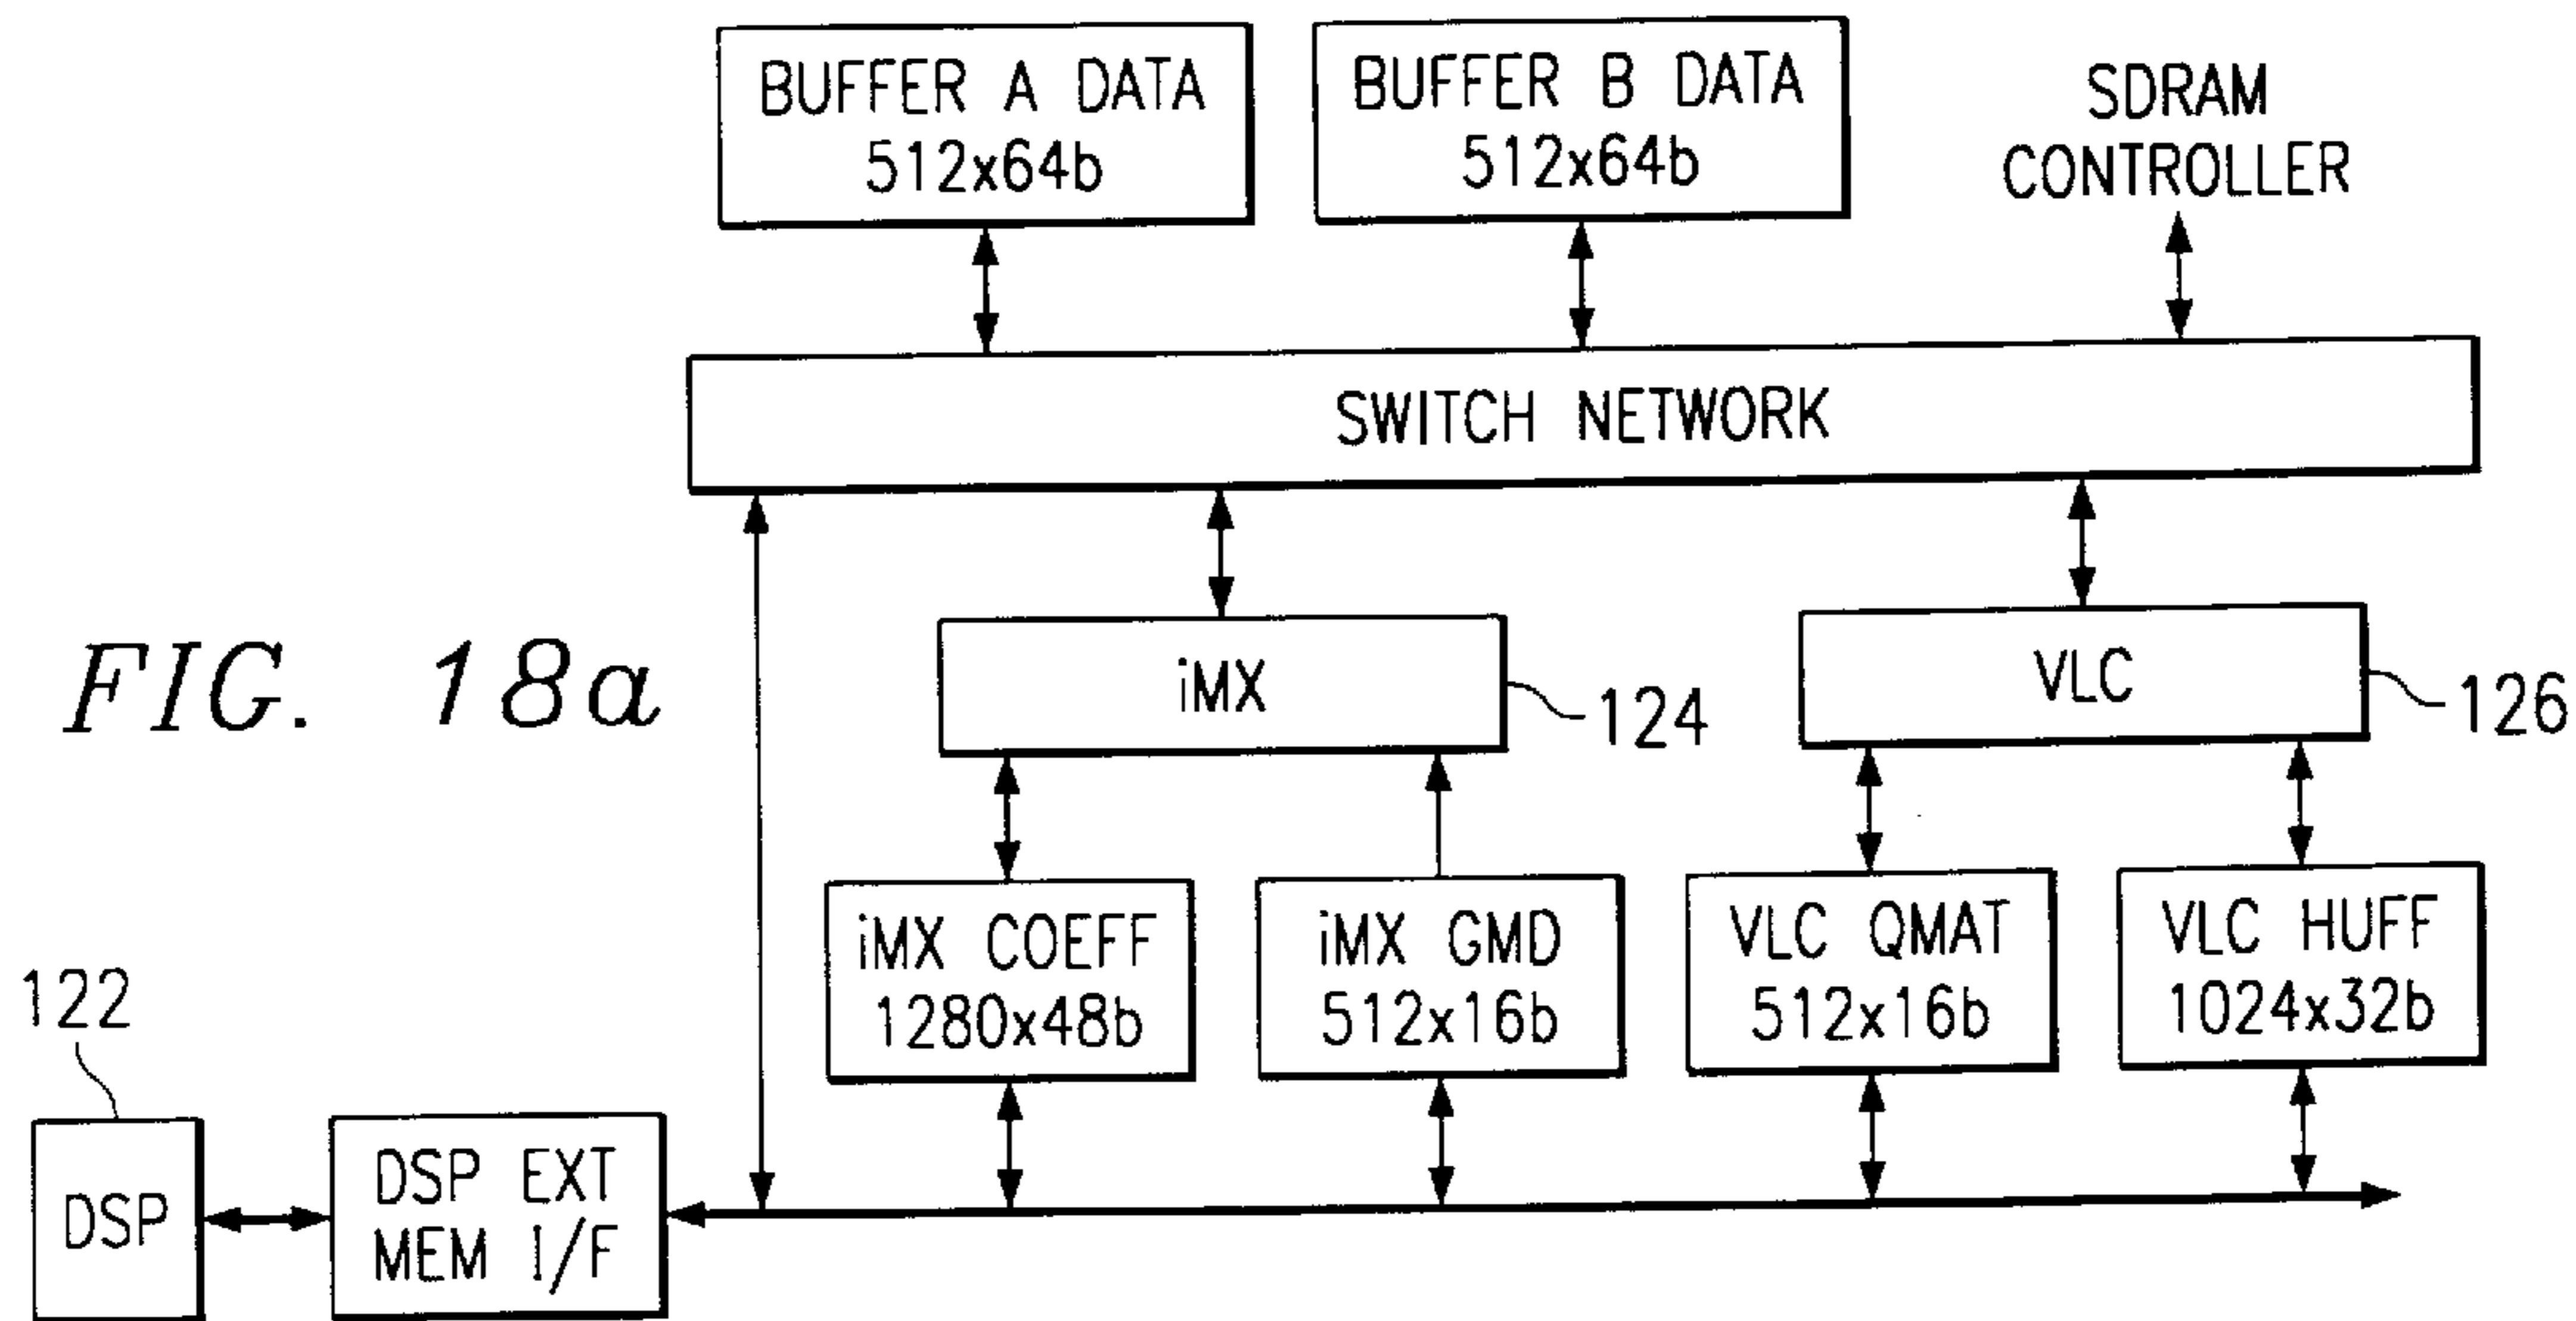 BUFFER A DATA
512x64b
BUFFER B DATA
512x64b
SDRAM
CONTROLLER
SWITCH NETWORK
FIG. 18a
iMX
124
VLC
126
iMX COEFF
1280x48b
iMX GMD
512x16b
VLC QMAT
512x16b
VLC HUFF
1024x32b
122
DSP
DSP EXT
MEM I/F